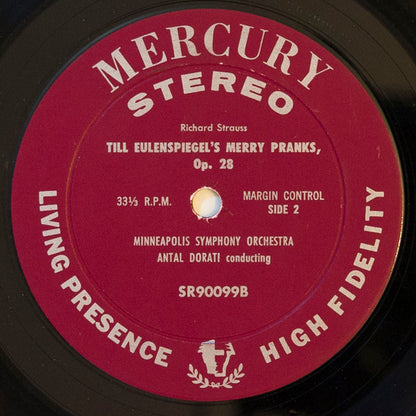 MERCURY
STEREO
Richard Strauss
TILL EULENSPIEGEL'S MERRY PRANKS,
Op. 28
33⅓ R.P.M.
MARGIN CONTROL
SIDE 2
MINNEAPOLIS SYMPHONY ORCHESTRA
ANTAL DORATI conducting
SR90099B
LIVING PRESENCE
HIGH FIDELITY